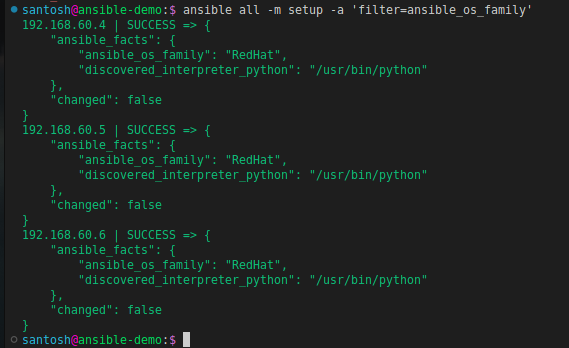 santosh@ansible-demo:$ ansible all -m setup -a 'filter=ansible_os_family'
192.168.60.4 | SUCCESS => {
    "ansible_facts": {
        "ansible_os_family": "RedHat",
        "discovered_interpreter_python": "/usr/bin/python"
    },
    "changed": false
}
192.168.60.5 | SUCCESS => {
    "ansible_facts": {
        "ansible_os_family": "RedHat",
        "discovered_interpreter_python": "/usr/bin/python"
    },
    "changed": false
}
192.168.60.6 | SUCCESS => {
    "ansible_facts": {
        "ansible_os_family": "RedHat",
        "discovered_interpreter_python": "/usr/bin/python"
    },
    "changed": false
}
santosh@ansible-demo:$